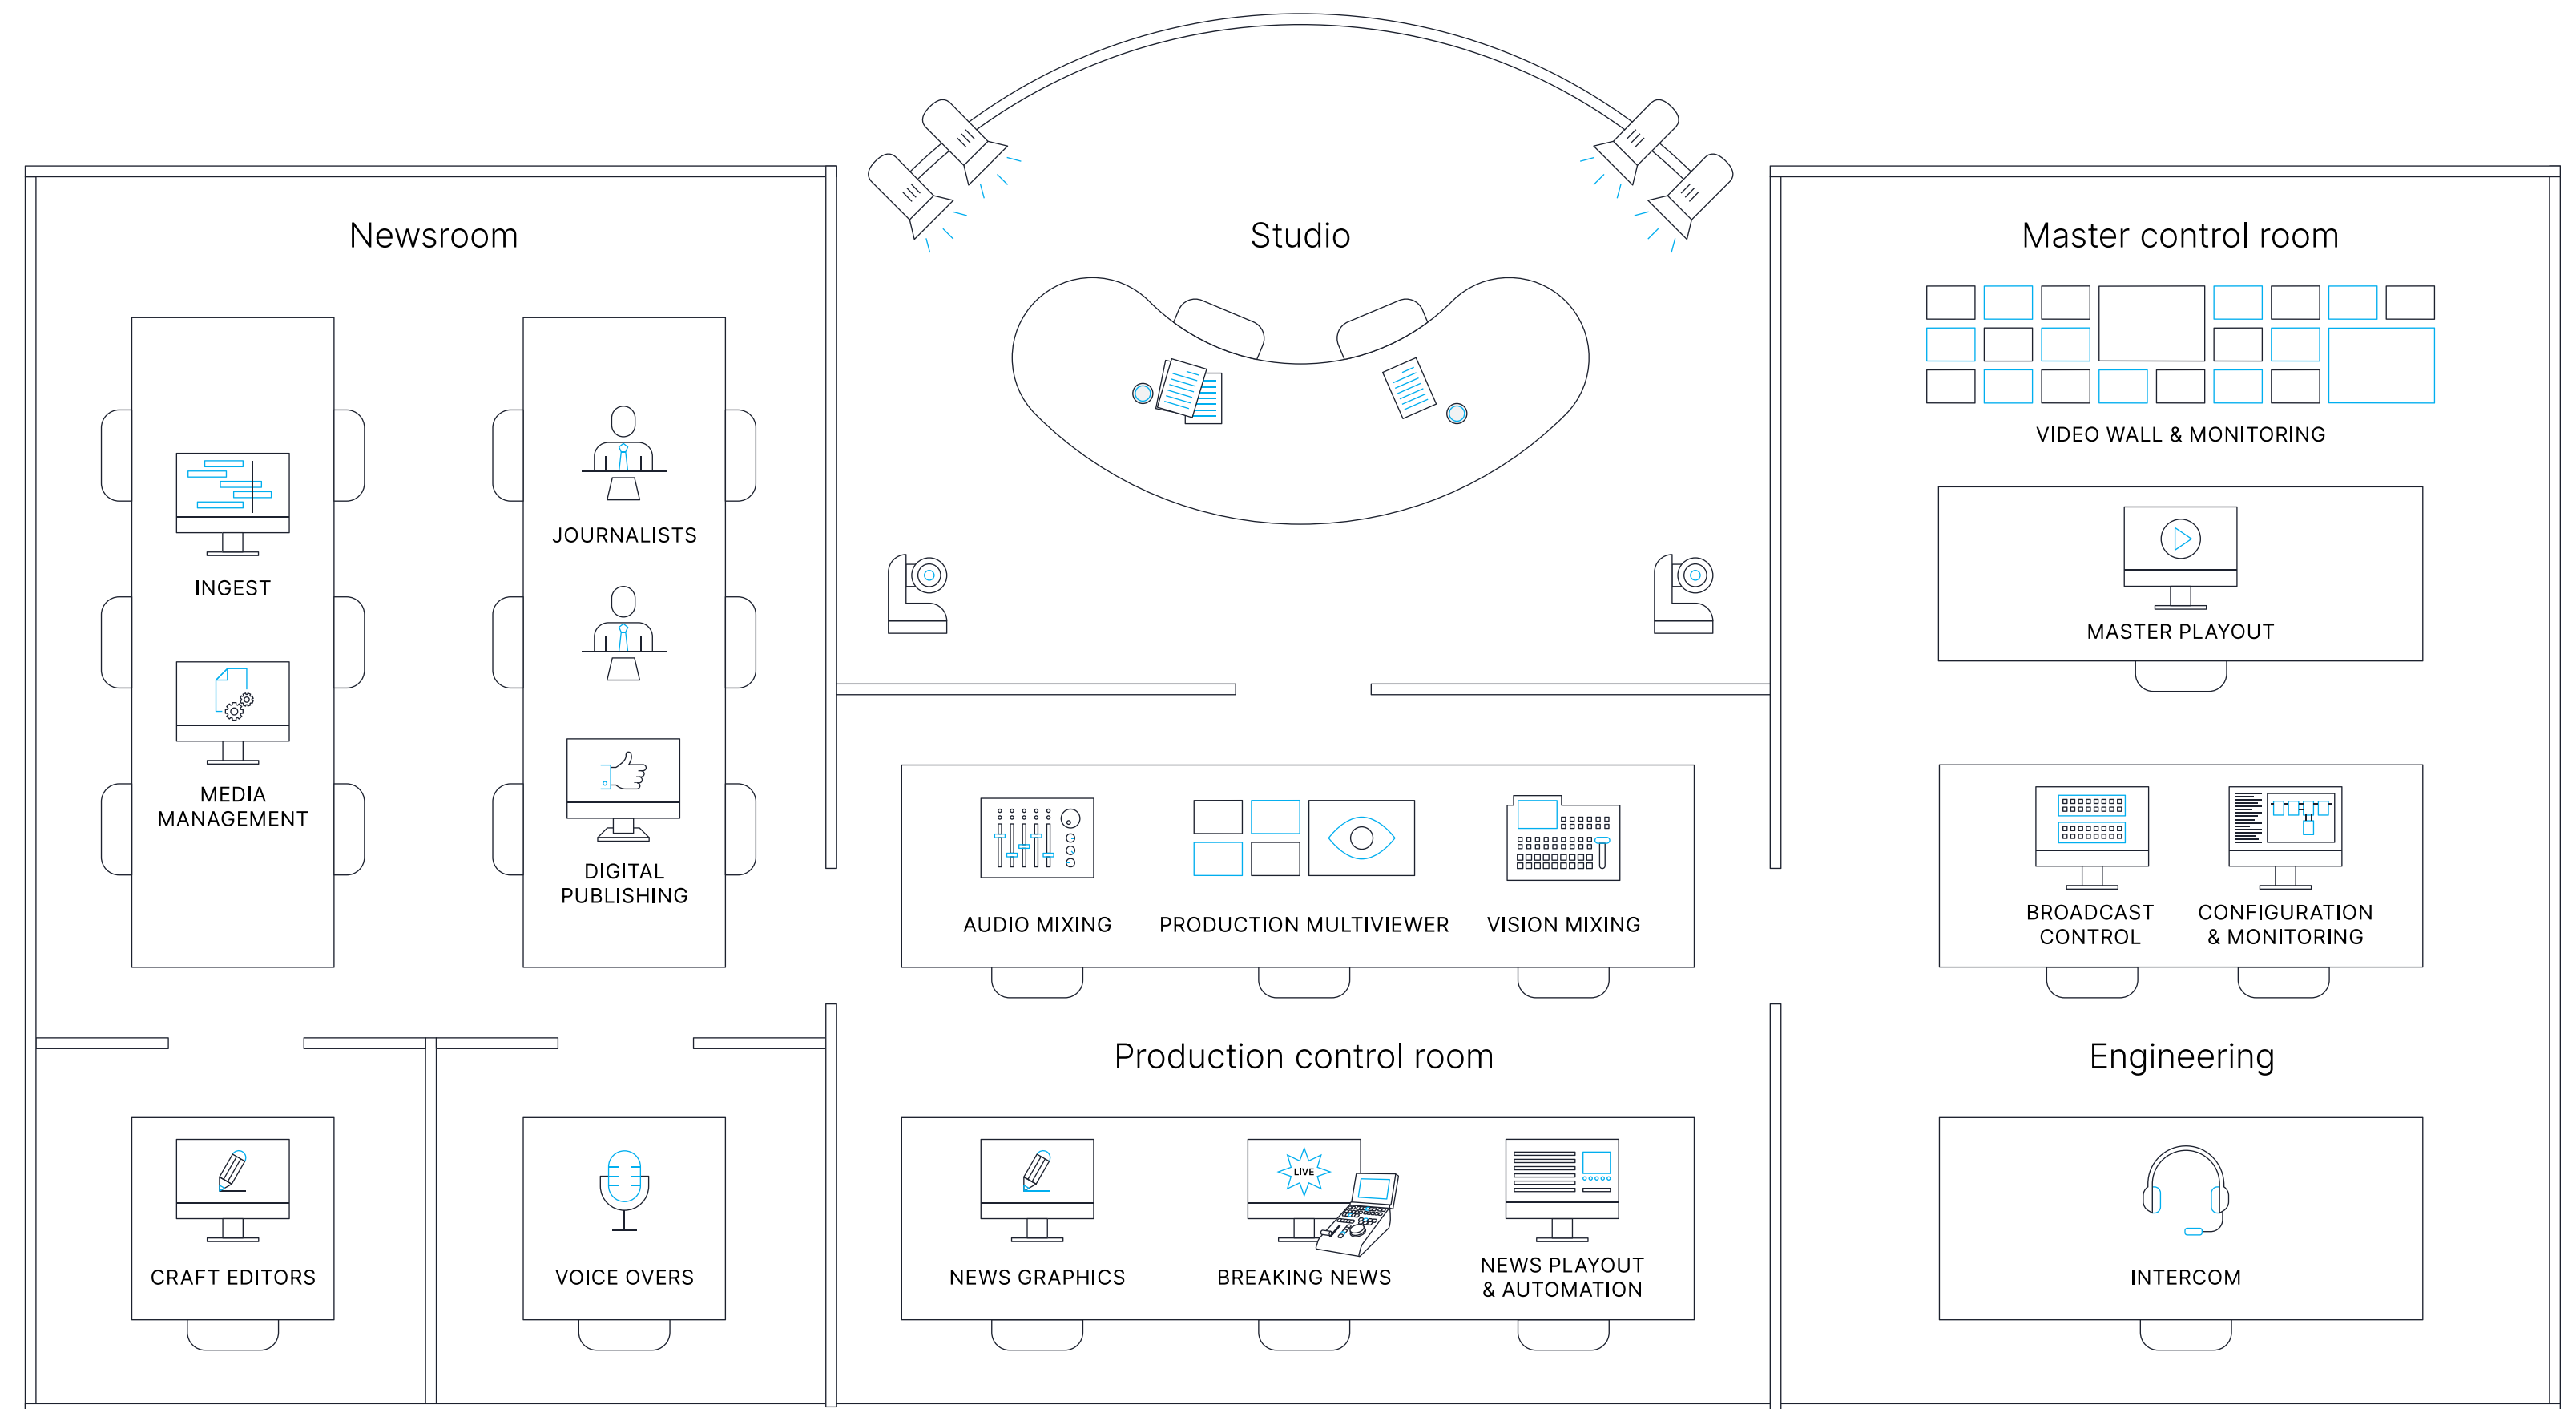 Newsroom
INGEST
MEDIA
MANAGEMENT
JOURNALISTS
DIGITAL
PUBLISHING
CRAFT EDITORS
VOICE OVERS
Studio
AUDIO MIXING
PRODUCTION MULTIVIEWER
VISION MIXING
Production control room
NEWS GRAPHICS
LIVE
BREAKING NEWS
NEWS PLAYOUT
& AUTOMATION
Master control room
VIDEO WALL & MONITORING
MASTER PLAYOUT
BROADCAST
CONTROL
CONFIGURATION
& MONITORING
Engineering
INTERCOM